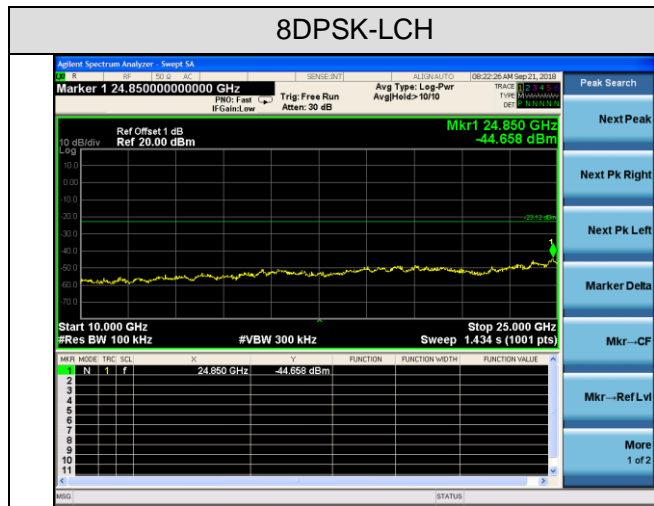 8DPSK-LCH
Agilent Spectrum Analyzer - Swept SA
R RF 50 Ω AC SENSE:INT ALIGN AUTO 08:22:26 AM Sep 21, 2018
Marker 1 24.850000000000 GHz
PNO: Fast
IFGain:Low
Trig: Free Run
Atten: 30 dB
Avg Type: Log-Pwr
Avg|Hold:> 10/10
TRACE 1 2 3 4 5 6
TYPE M
DET P N N N N N
Peak Search
Next Peak
Next Pk Right
Next Pk Left
Marker Delta
Mkr→CF
Mkr→Ref Lvl
More
1 of 2
Ref Offset 1 dB
10 dB/div Ref 20.00 dBm
Log
Mkr1 24.850 GHz
-44.658 dBm
10.0
0.00
-10.0
-20.0
-30.0
-40.0
-50.0
-60.0
-70.0
1
Start 10.000 GHz Stop 25.000 GHz
#Res BW 100 kHz #VBW 300 kHz Sweep 1.434 s (1001 pts)
MKR MODE TRC SCL X Y FUNCTION FUNCTION WIDTH FUNCTION VALUE
1 N 1 f 24.850 GHz -44.658 dBm
2
3
4
5
6
7
8
9
10
11
MSG STATUS